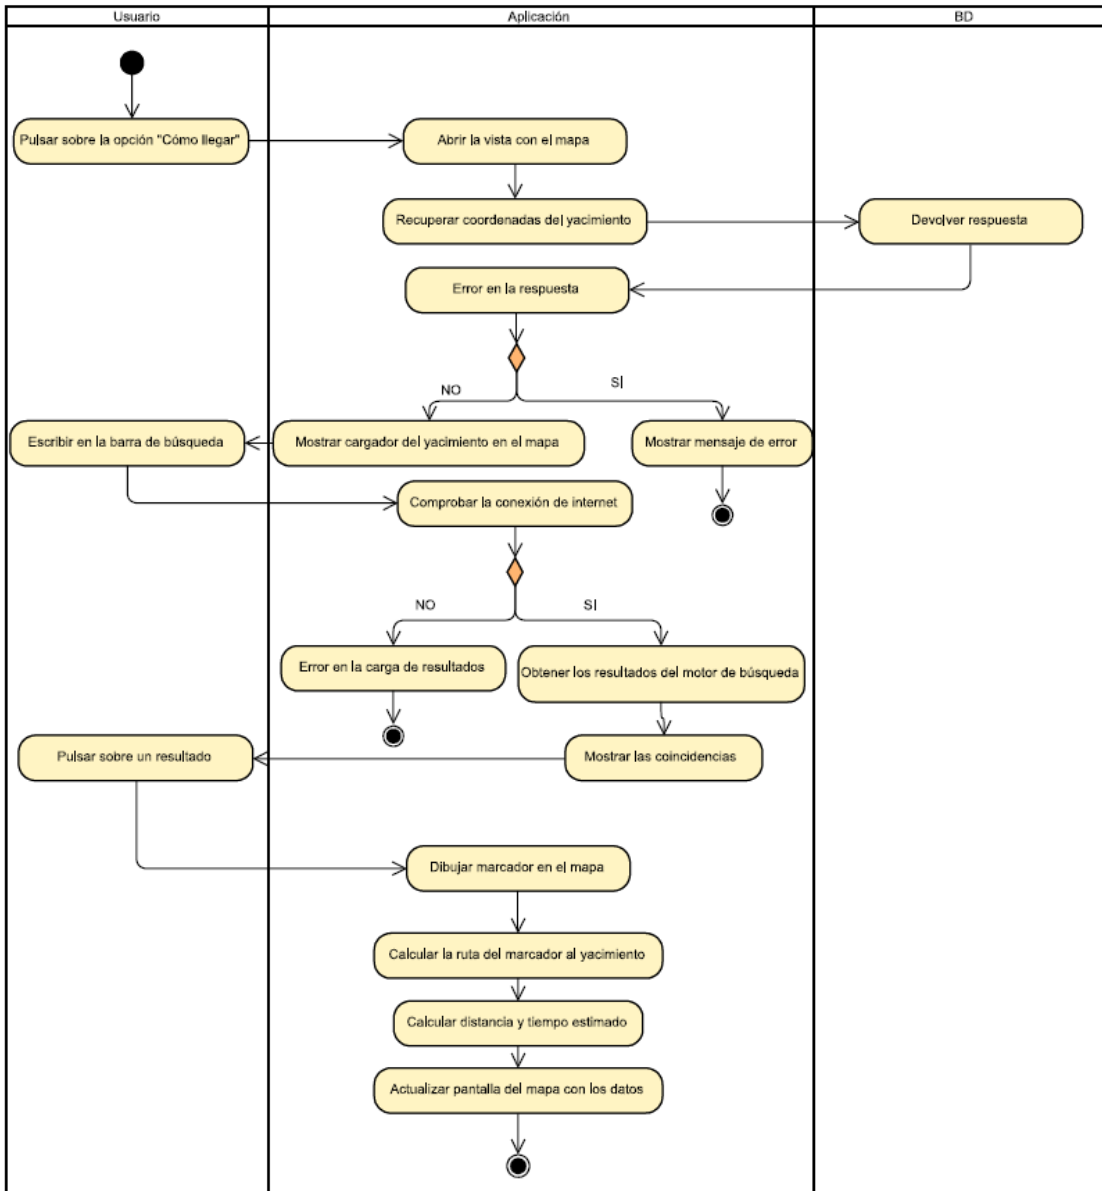 Usuario
Aplicación
BD
Pulsar sobre la opción "Cómo llegar"
Abrir la vista con el mapa
Recuperar coordenadas del yacimiento
Devolver respuesta
Error en la respuesta
NO
SÍ
Escribir en la barra de búsqueda
Mostrar cargador del yacimiento en el mapa
Mostrar mensaje de error
Comprobar la conexión de internet
NO
SÍ
Error en la carga de resultados
Obtener los resultados del motor de búsqueda
Pulsar sobre un resultado
Mostrar las coincidencias
Dibujar marcador en el mapa
Calcular la ruta del marcador al yacimiento
Calcular distancia y tiempo estimado
Actualizar pantalla del mapa con los datos